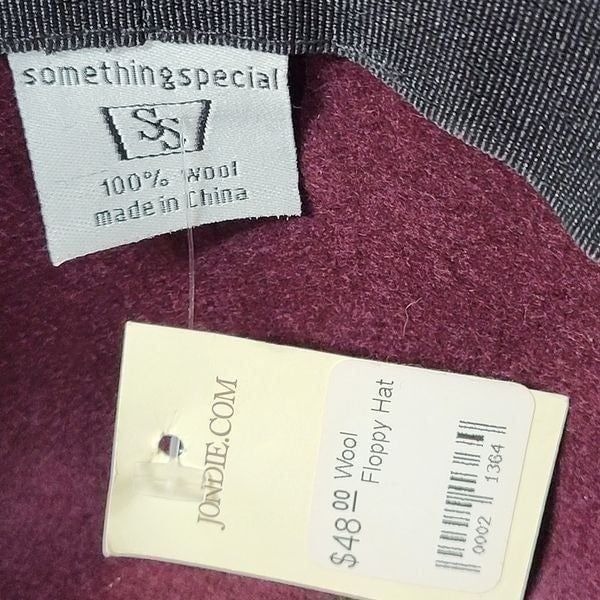 somethingspecial
SS
100% Wool
made in China
JONDIE.COM
$48.00 Wool
Floppy Hat
0002 1364